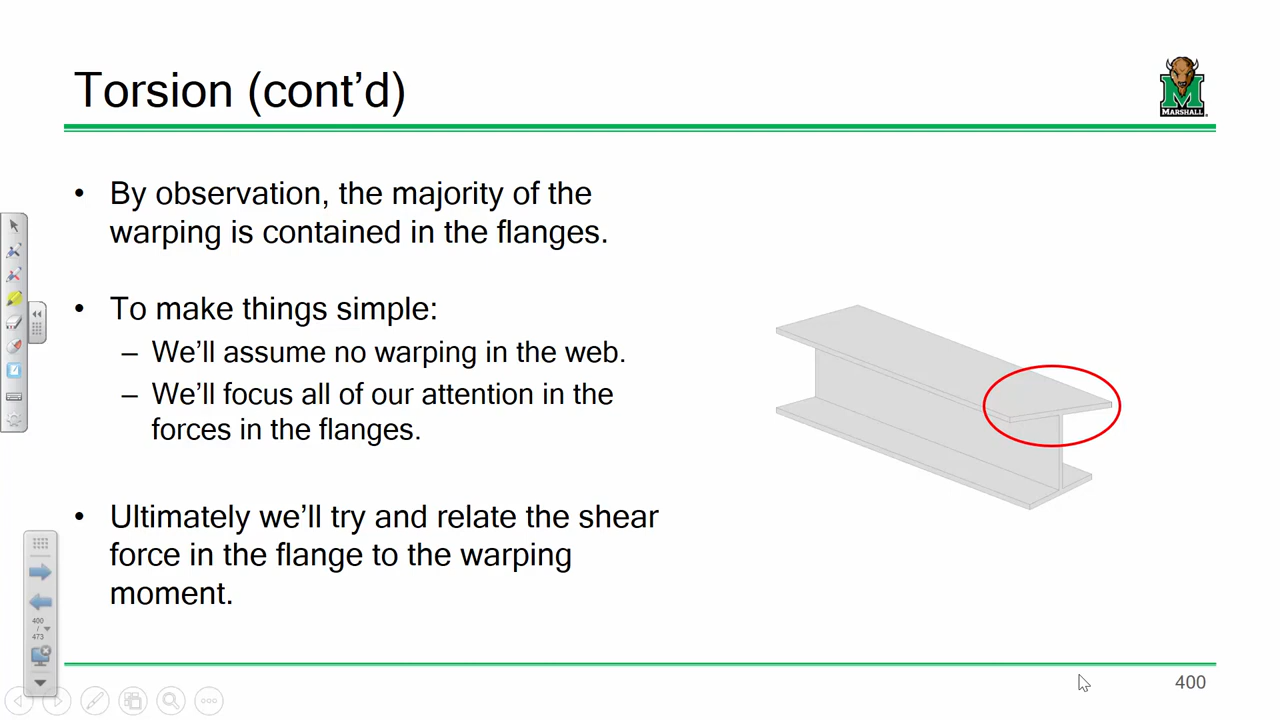 Torsion (cont’d)
MARSHALL
• By observation, the majority of the
warping is contained in the flanges.
• To make things simple:
– We’ll assume no warping in the web.
– We’ll focus all of our attention in the
forces in the flanges.
• Ultimately we’ll try and relate the shear
force in the flange to the warping
moment.
400
/
473
400